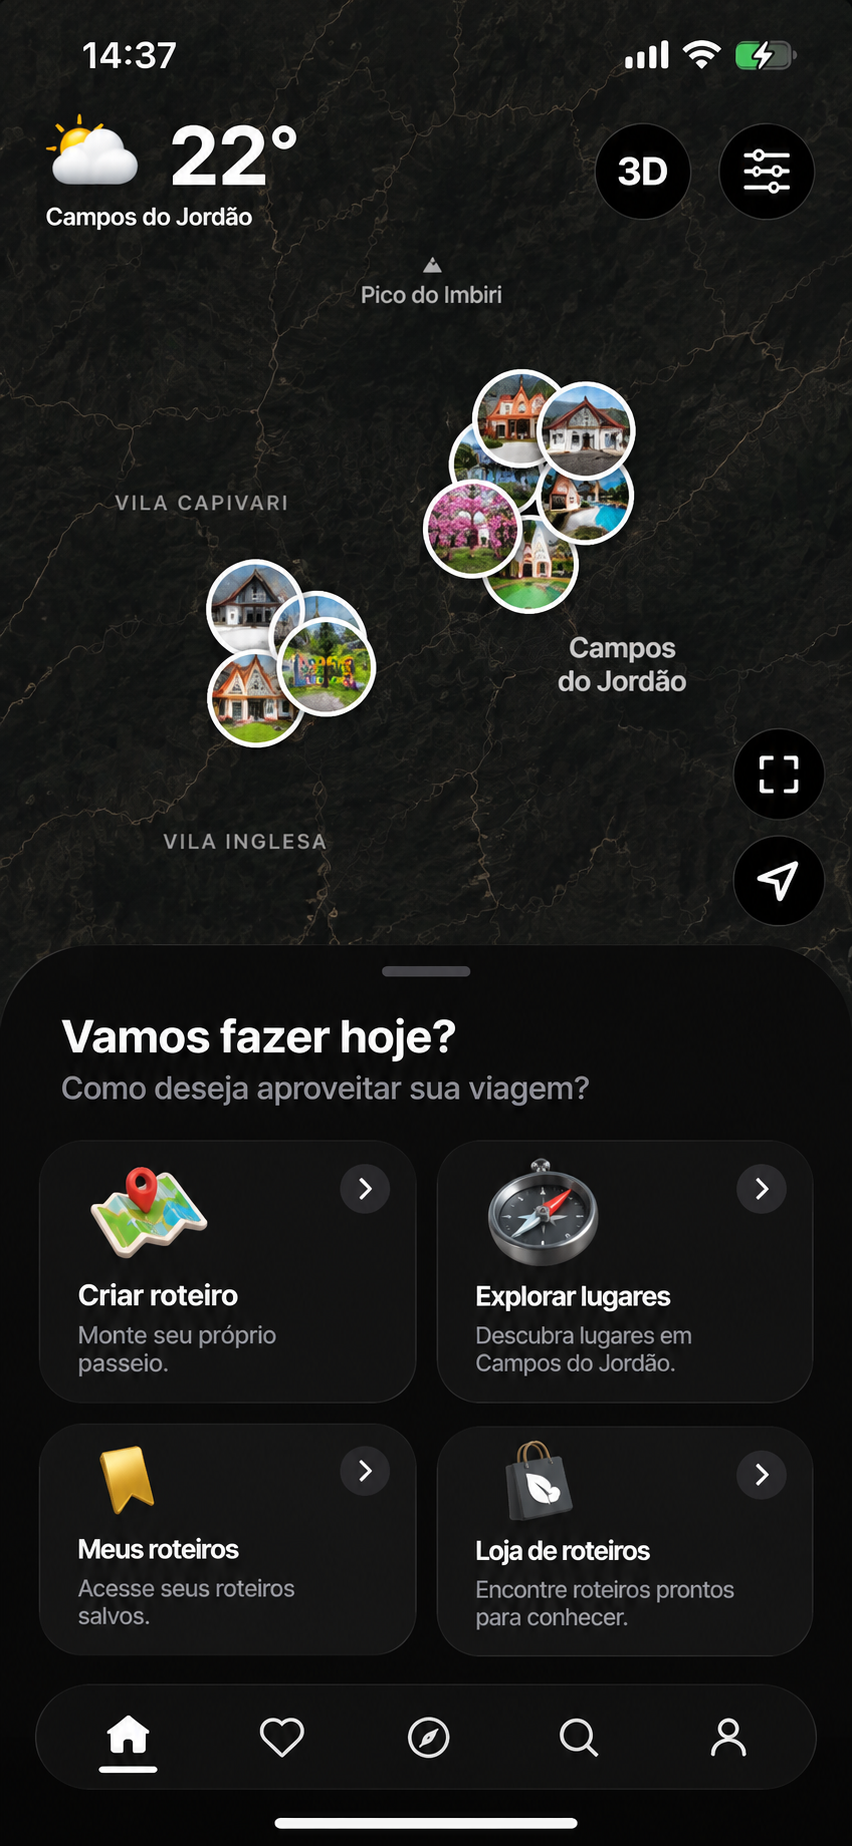 14:37
22°
Campos do Jordão
3D
Pico do Imbiri
VILA CAPIVARI
Campos
do Jordão
VILA INGLESA
Vamos fazer hoje?
Como deseja aproveitar sua viagem?
Criar roteiro
Monte seu próprio
passeio.
Explorar lugares
Descubra lugares em
Campos do Jordão.
Meus roteiros
Acesse seus roteiros
salvos.
Loja de roteiros
Encontre roteiros prontos
para conhecer.